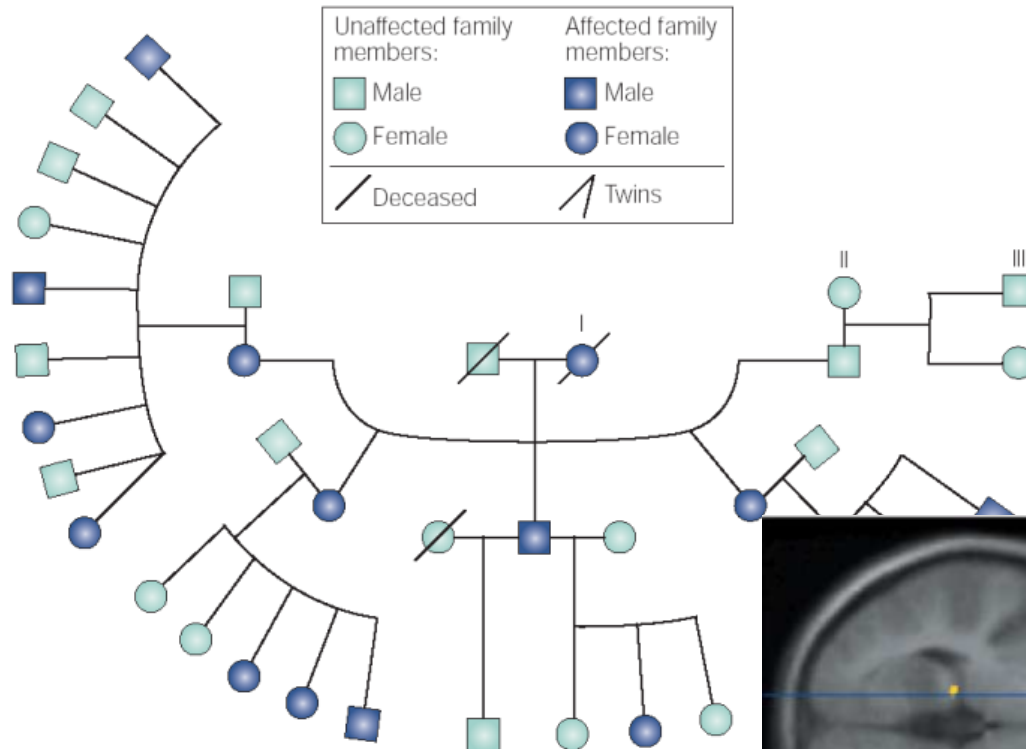 Unaffected family
members:
Male
Female
Affected family
members:
Male
Female
Deceased
Twins
I
II
III